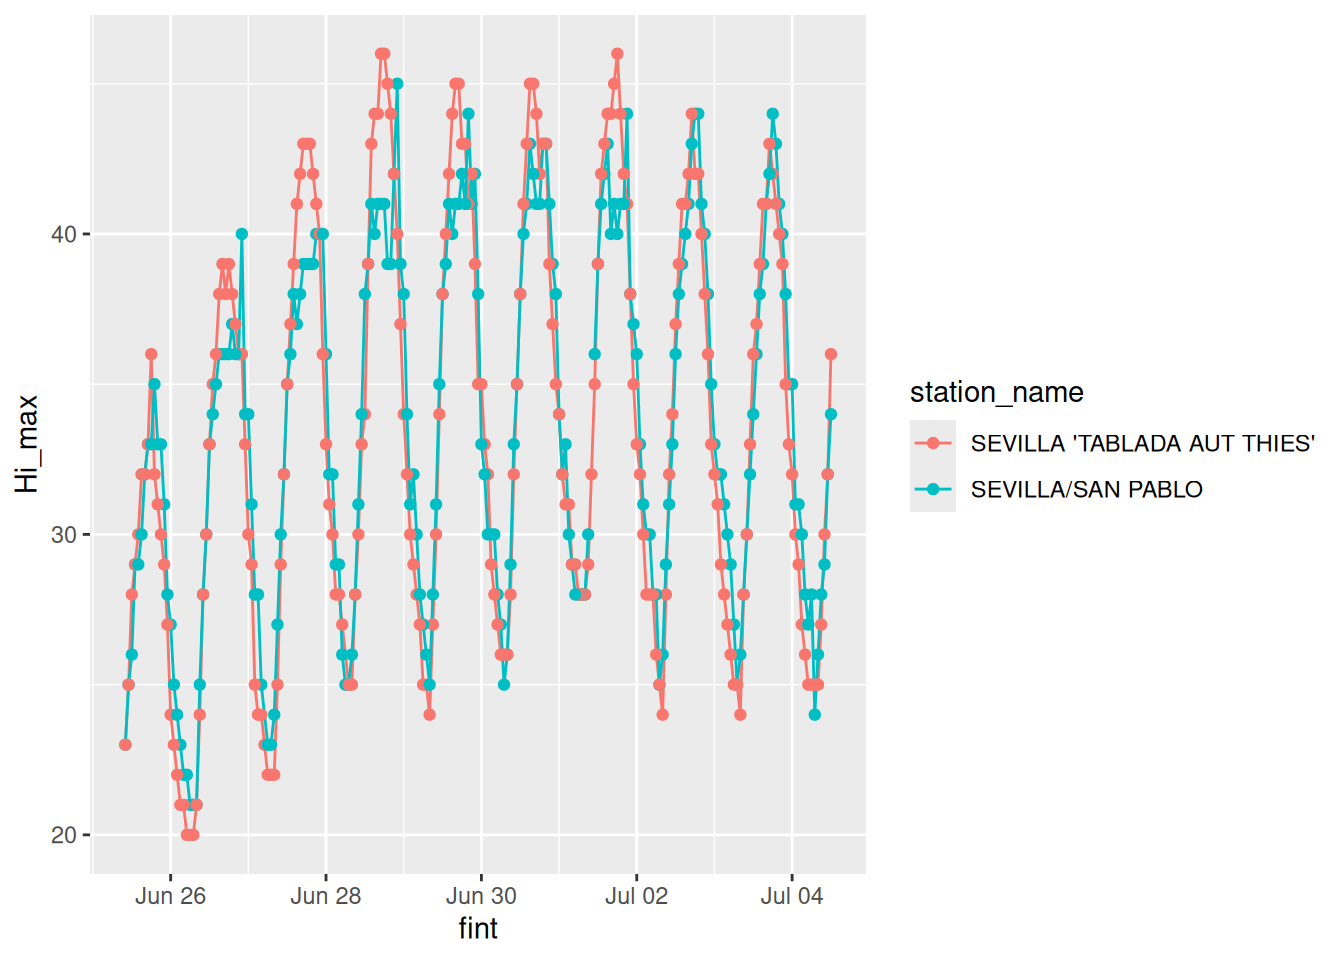 Hi_max
40
30
20
Jun 26
Jun 28
Jun 30
Jul 02
Jul 04
fint
station_name
SEVILLA 'TABLADA AUT THIES'
SEVILLA/SAN PABLO